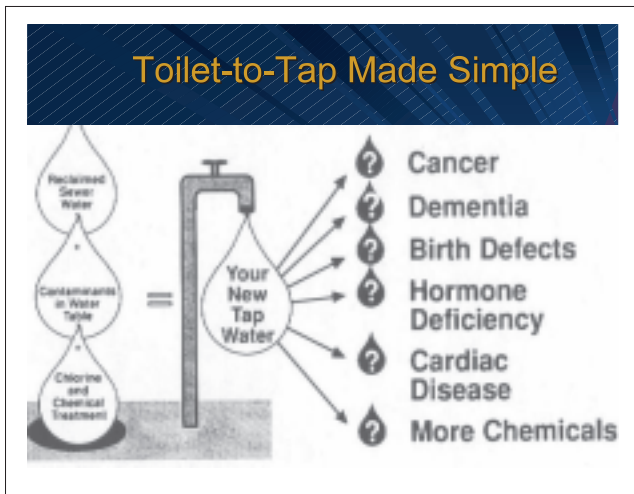 Toilet-to-Tap Made Simple
Reclaimed
Sewer
Water
+
Contaminants
in Water
Table
+
Chlorine
and
Chemical
Treatment
=
Your
New
Tap
Water
? Cancer
? Dementia
? Birth Defects
? Hormone
Deficiency
? Cardiac
Disease
? More Chemicals